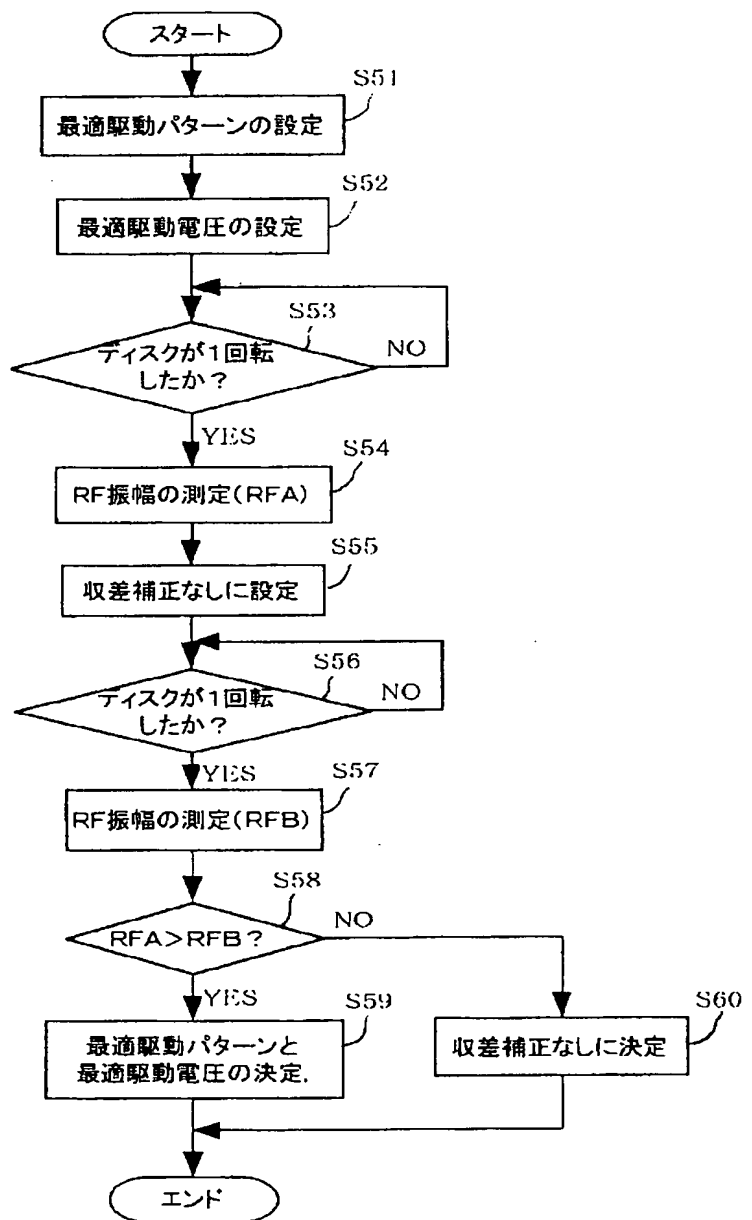 スタート
S51
最適駆動パターンの設定
S52
最適駆動電圧の設定
S53
ディスクが1回転
したか?
NO
YES
S54
RF振幅の測定(RFA)
S55
収差補正なしに設定
S56
ディスクが1回転
したか?
NO
YES
S57
RF振幅の測定(RFB)
S58
RFA>RFB?
NO
YES
S59
最適駆動パターンと
最適駆動電圧の決定.
S60
収差補正なしに決定
エンド